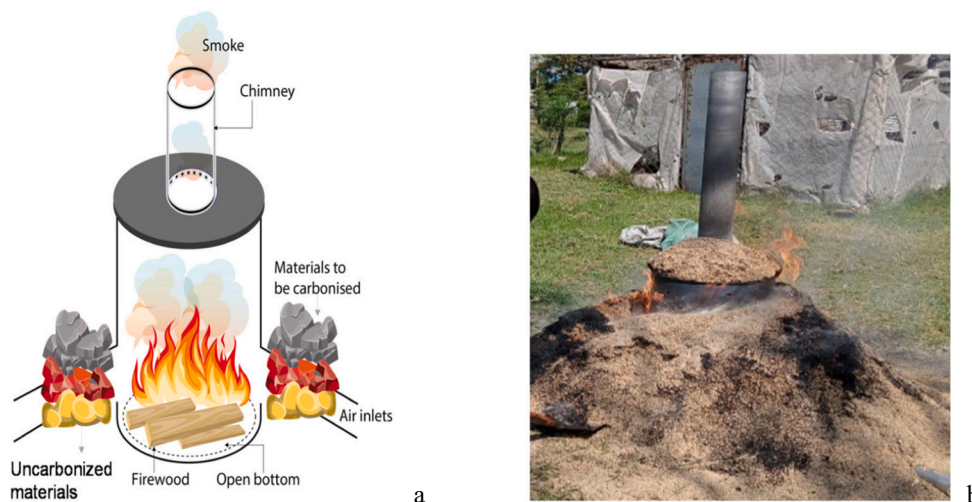 Smoke
Chimney
Materials to
be carbonised
Air inlets
Uncarbonized
materials
Firewood
Open bottom
a
b